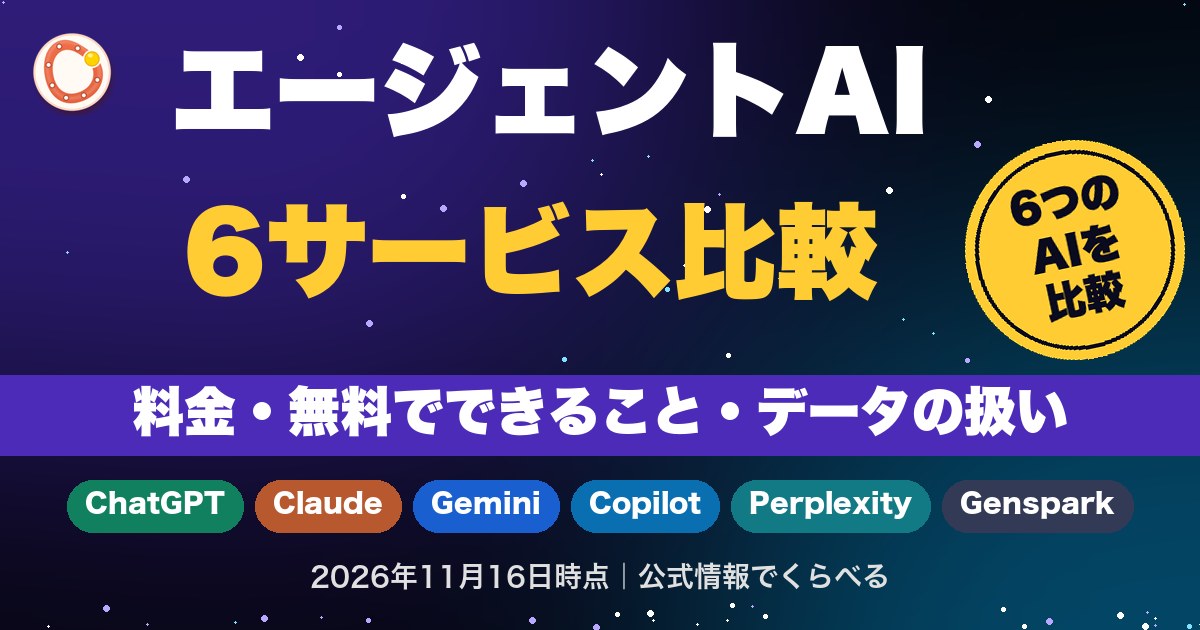 エージェントAI
6サービス比較
6つの
AIを
比較
料金・無料でできること・データの扱い
ChatGPT Claude Gemini Copilot Perplexity Genspark
2026年11月16日時点｜公式情報でくらべる